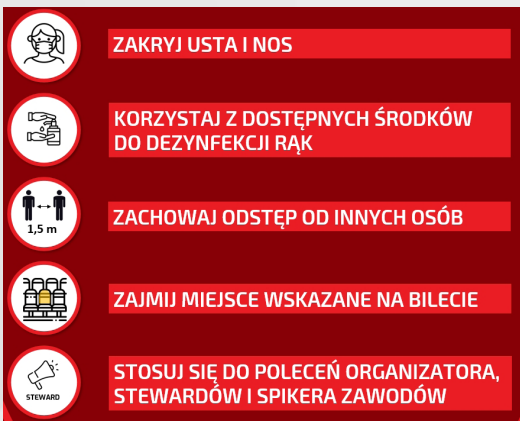 ZAKRYJ USTA I NOS
KORZYSTAJ Z DOSTĘPNYCH ŚRODKÓW
DO DEZYNFEKCJI RĄK
1,5 m
ZACHOWAJ ODSTĘP OD INNYCH OSÓB
ZAJMIJ MIEJSCE WSKAZANE NA BILECIE
STEWARD
STOSUJ SIĘ DO POLECEŃ ORGANIZATORA,
STEWARDÓW I SPIKERA ZAWODÓW